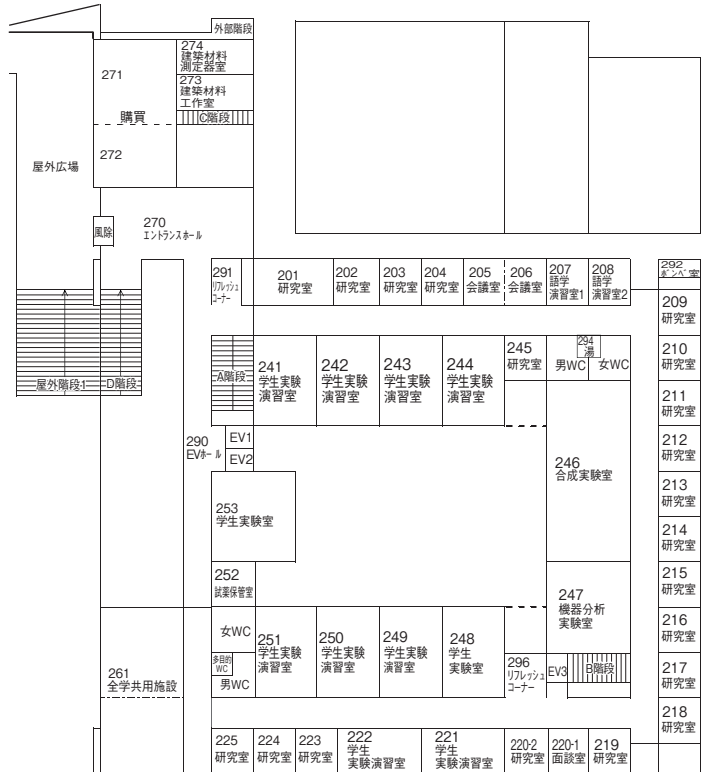 外部階段
274
建築材料
測定器室
271
273
建築材料
工作室
購買
C階段
272
屋外広場
270
エントランスホール
風除
291
リフレッシュ
コーナー
201
研究室
202
研究室
203
研究室
204
研究室
205
会議室
206
会議室
207
語学
演習室1
208
語学
演習室2
292
ボンベ室
209
研究室
屋外階段1
D階段
A階段
241
学生実験
演習室
242
学生実験
演習室
243
学生実験
演習室
244
学生実験
演習室
245
研究室
294
湯
男WC
女WC
210
研究室
211
研究室
290
EVホール
EV1
EV2
212
研究室
246
合成実験室
213
研究室
253
学生実験室
214
研究室
252
試薬保管室
247
機器分析
実験室
215
研究室
216
研究室
女WC
多目的
WC
男WC
251
学生実験
演習室
250
学生実験
演習室
249
学生実験
演習室
248
学生
実験室
296
リフレッシュ
コーナー
EV3
B階段
217
研究室
261
全学共用施設
218
研究室
225
研究室
224
研究室
223
研究室
222
学生
実験演習室
221
学生
実験演習室
220-2
研究室
220-1
面談室
219
研究室